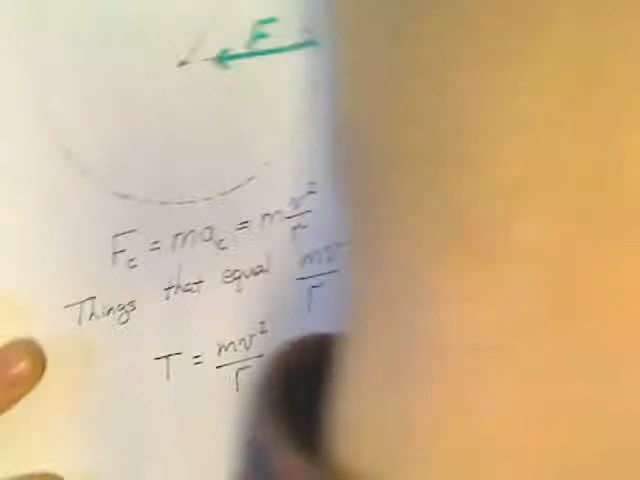 F
F_c = ma_c = m v²/r
Things that equal mv²/r
T = mv²/r